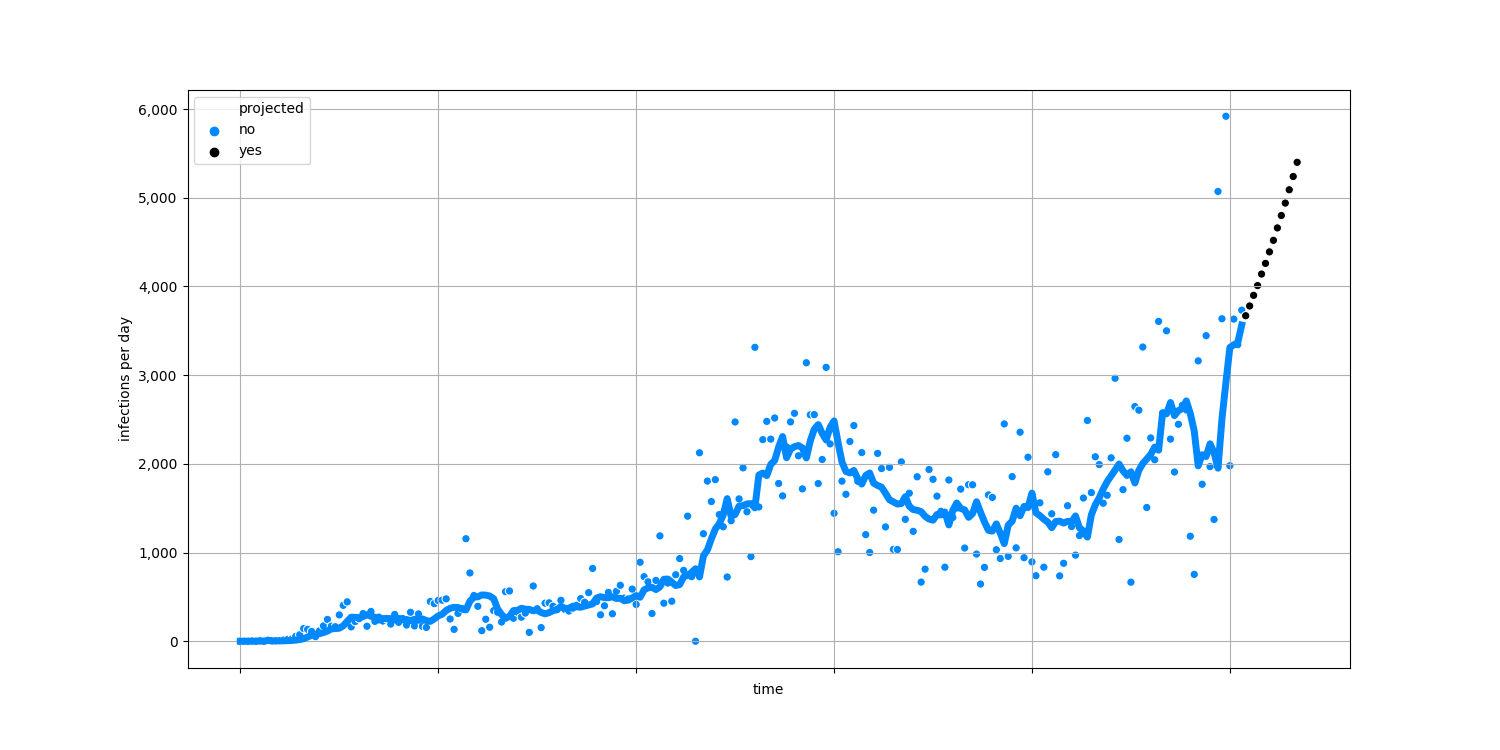 projected
no
yes
6,000
5,000
4,000
3,000
2,000
1,000
0
infections per day
time